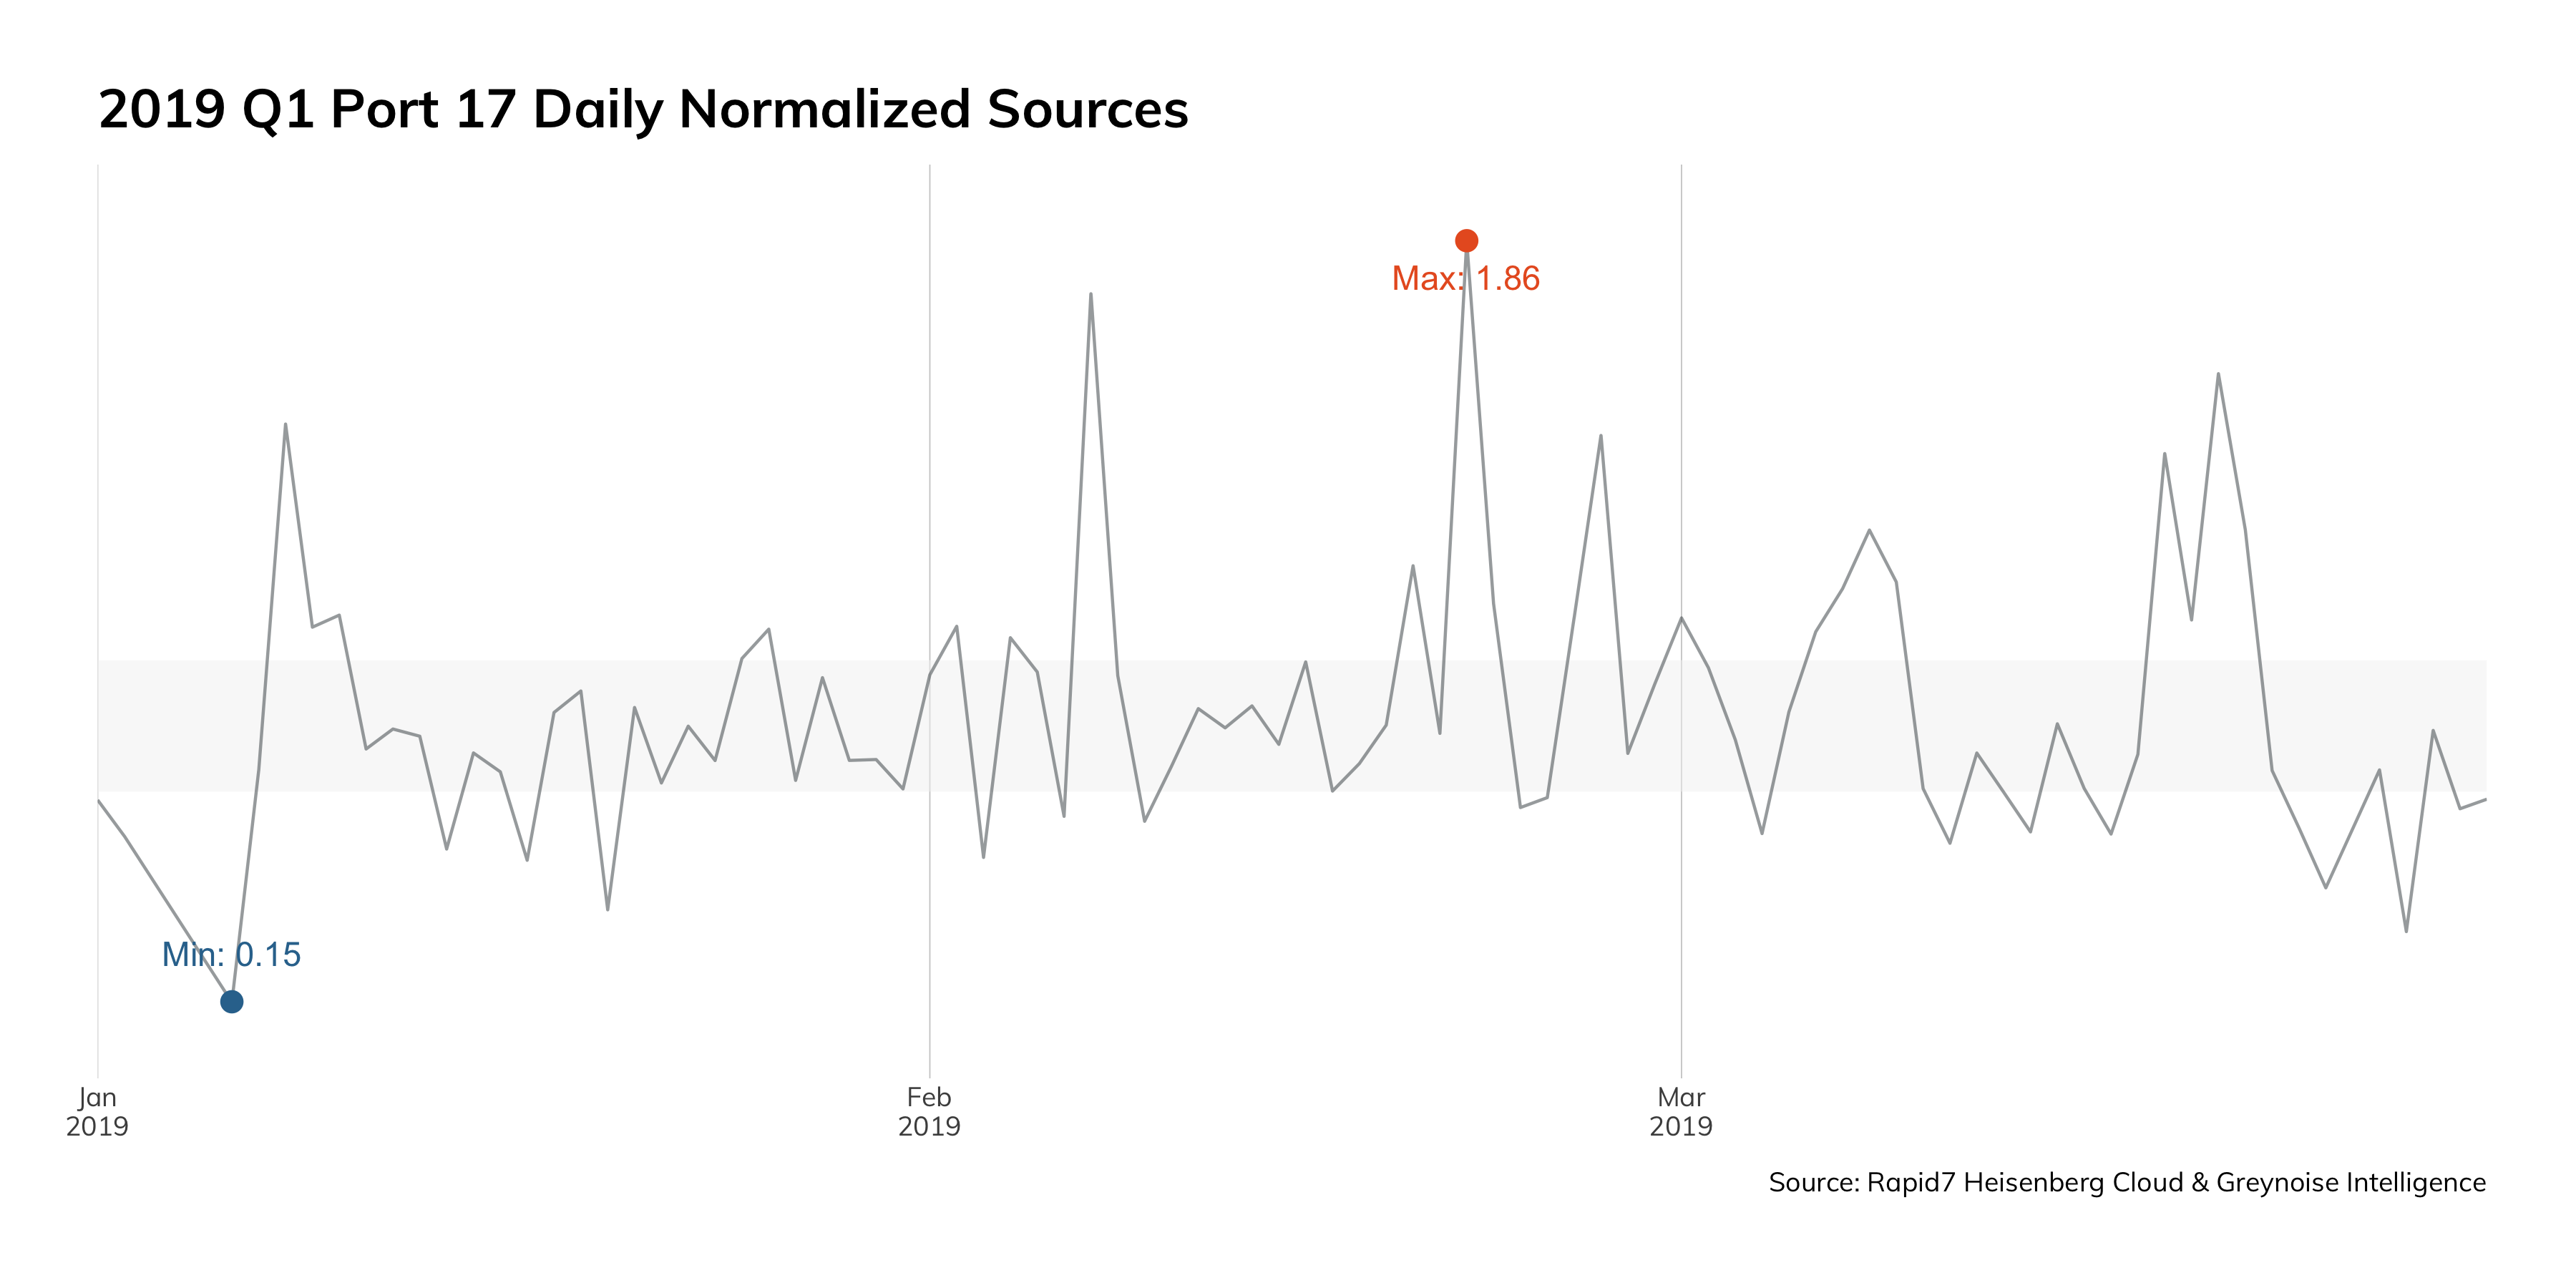 2019 Q1 Port 17 Daily Normalized Sources
Max: 1.86
Min: 0.15
Jan
2019
Feb
2019
Mar
2019
Source: Rapid7 Heisenberg Cloud & Greynoise Intelligence